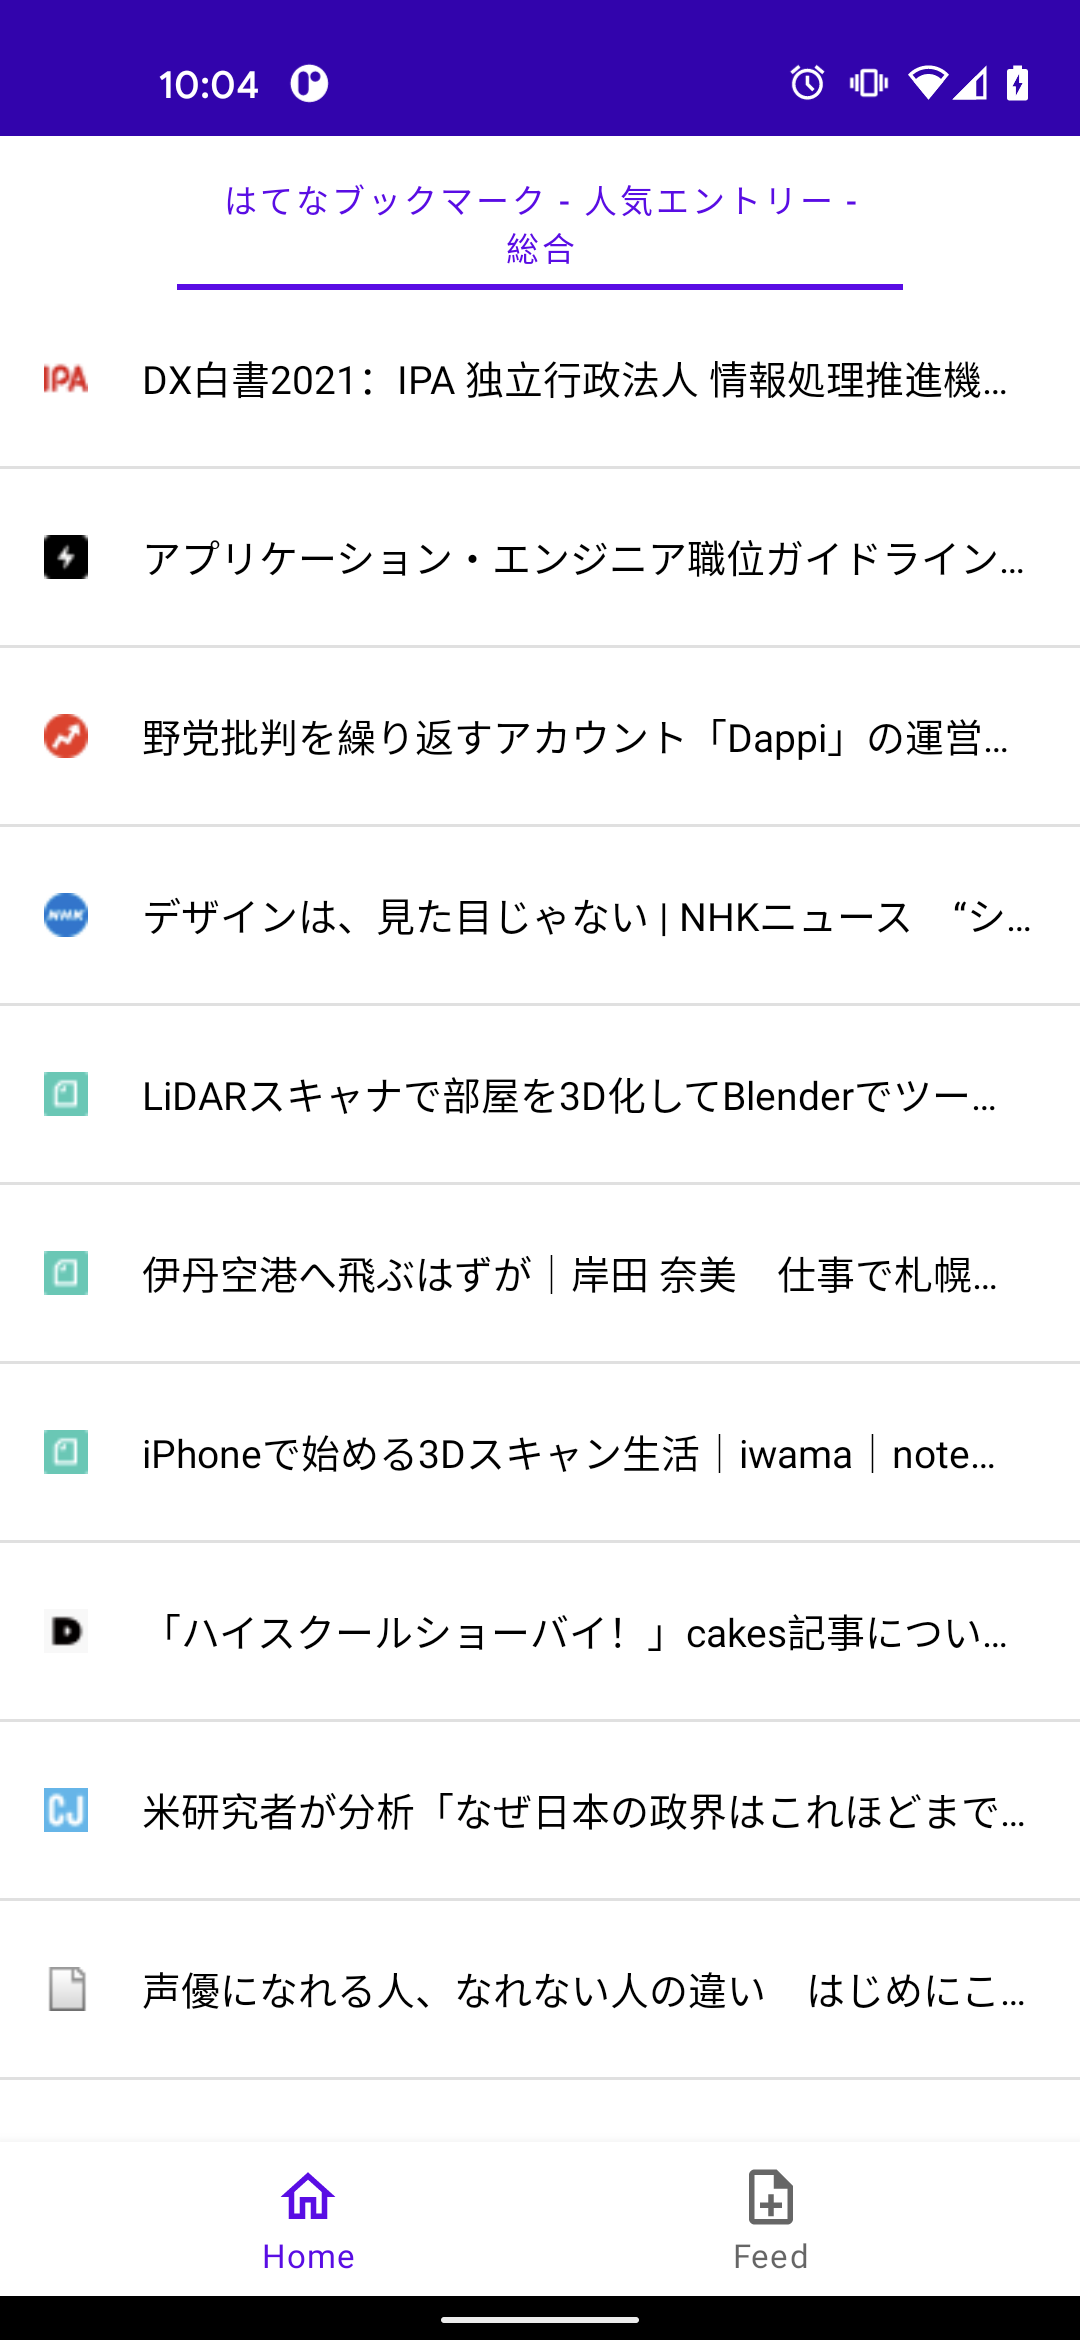 10:04
はてなブックマーク - 人気エントリー -
総合
IPA DX白書2021：IPA 独立行政法人 情報処理推進機...
アプリケーション・エンジニア職位ガイドライン...
野党批判を繰り返すアカウント「Dappi」の運営...
NHK デザインは、見た目じゃない | NHKニュース　“シ...
LiDARスキャナで部屋を3D化してBlenderでツー...
伊丹空港へ飛ぶはずが｜岸田 奈美　仕事で札幌...
iPhoneで始める3Dスキャン生活｜iwama｜note...
D 「ハイスクールショーバイ！」cakes記事につい...
CJ 米研究者が分析「なぜ日本の政界はこれほどまで...
声優になれる人、なれない人の違い　はじめにこ...
Home Feed